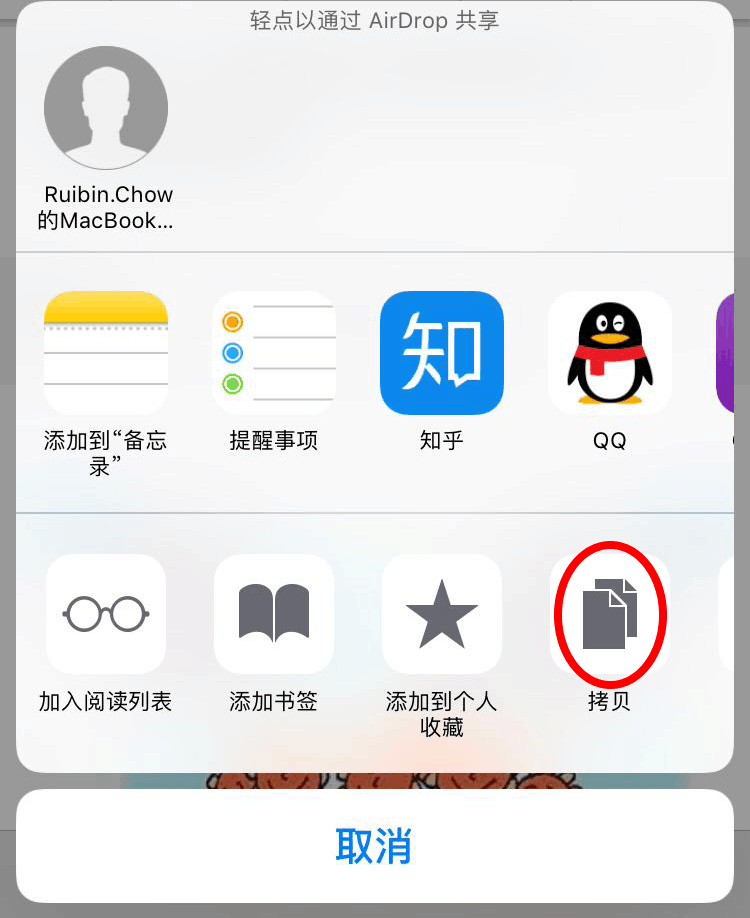 轻点以通过 AirDrop 共享
Ruibin.Chow
的MacBook...
添加到“备忘
录”
提醒事项
知
知乎
QQ
加入阅读列表
添加书签
添加到个人
收藏
拷贝
取消